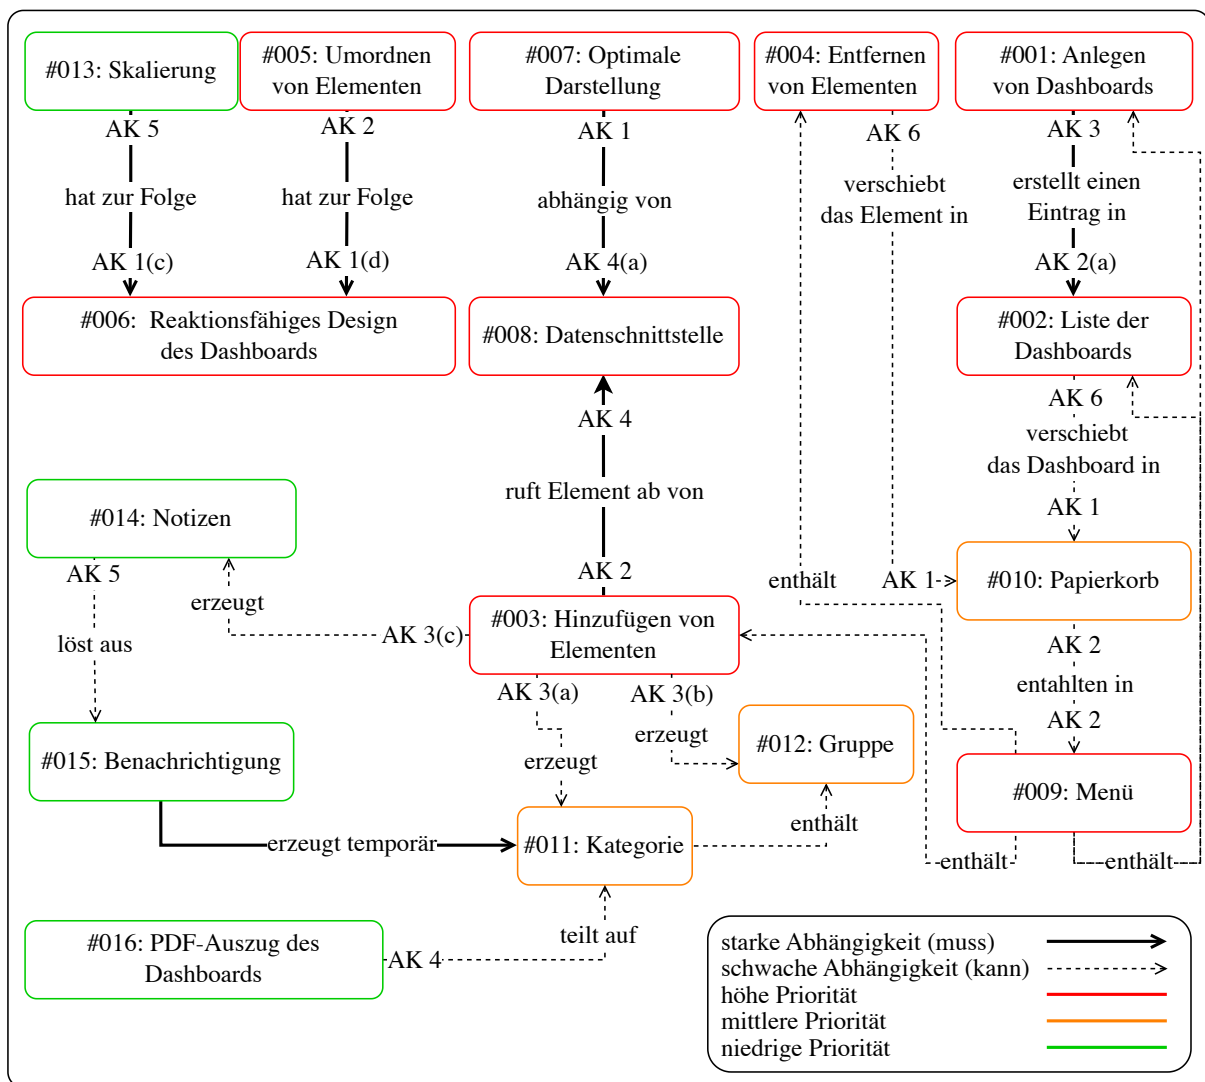 #013: Skalierung
#005: Umordnen
von Elementen
#007: Optimale
Darstellung
#004: Entfernen
von Elementen
#001: Anlegen
von Dashboards
AK 5
AK 2
AK 1
AK 6
AK 3
hat zur Folge
hat zur Folge
abhängig von
verschiebt
das Element in
erstellt einen
Eintrag in
AK 1(c)
AK 1(d)
AK 4(a)
AK 2(a)
#006:  Reaktionsfähiges Design
des Dashboards
#008: Datenschnittstelle
#002: Liste der
Dashboards
AK 4
AK 6
verschiebt
das Dashboard in
ruft Element ab von
AK 1
#014: Notizen
AK 5
erzeugt
AK 2
enthält
AK 1
#010: Papierkorb
löst aus
AK 3(c)
#003: Hinzufügen von
Elementen
AK 2
entahlten in
AK 2
AK 3(a)
AK 3(b)
erzeugt
erzeugt
#015: Benachrichtigung
#012: Gruppe
#009: Menü
erzeugt temporär
#011: Kategorie
enthält
enthält
enthält
#016: PDF-Auszug des
Dashboards
AK 4
teilt auf
starke Abhängigkeit (muss)
schwache Abhängigkeit (kann)
höhe Priorität
mittlere Priorität
niedrige Priorität